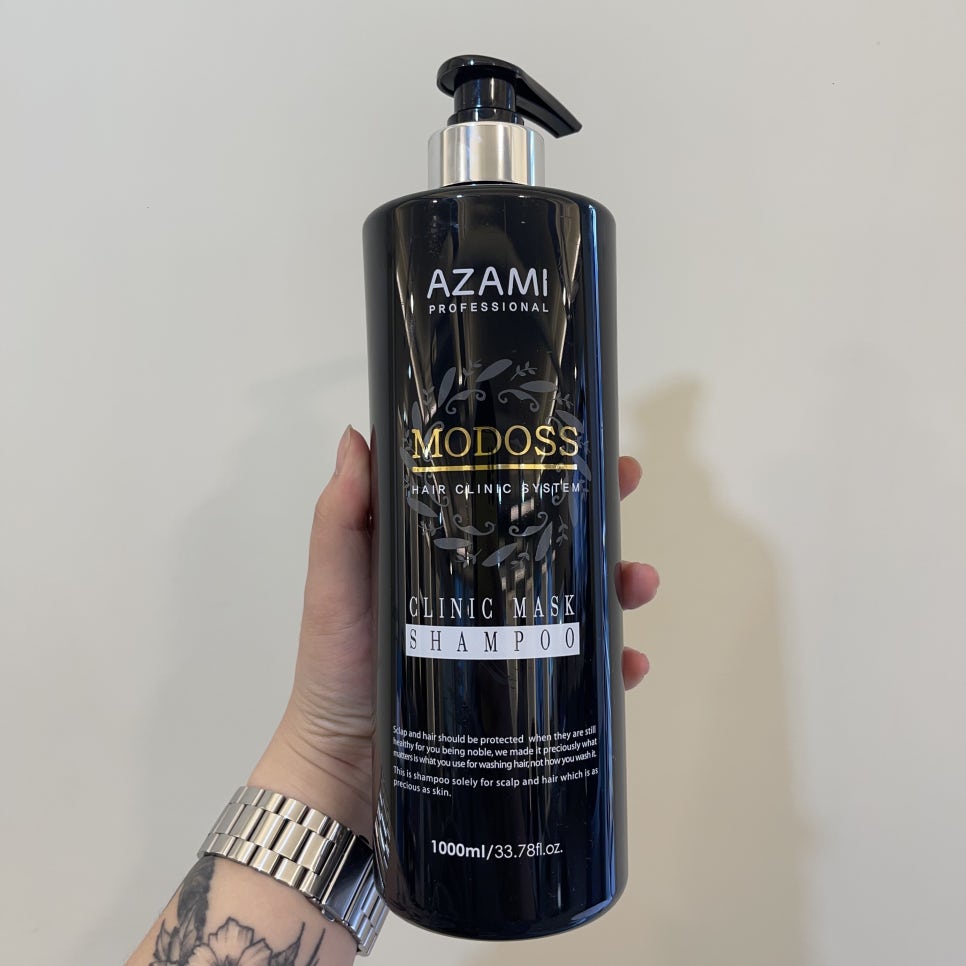 AZAMI
PROFESSIONAL
MODOSS
HAIR CLINIC SYSTEM
CLINIC MASK
SHAMPOO
Sclap and hair should be protected when they are still
healthy for you being noble, we made it preciously what
matters is what you use for washing hair, not how you wash it.
This is shampoo solely for scalp and hair which is as
precious as skin.
1000ml/33.78fl.oz.